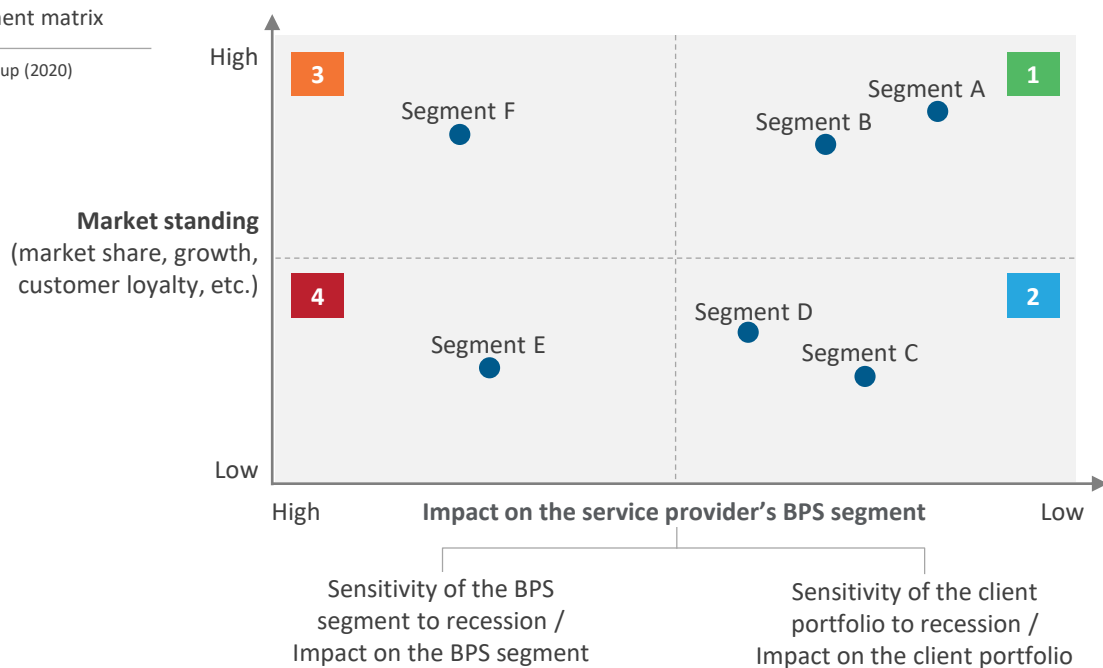 matrix
(2020)
High
3
1
Segment F
Segment A
Segment B
Market standing
(market share, growth,
customer loyalty, etc.)
4
2
Segment D
Segment E
Segment C
Low
High
Impact on the service provider’s BPS segment
Low
Sensitivity of the BPS
segment to recession /
Impact on the BPS segment
Sensitivity of the client
portfolio to recession /
Impact on the client portfolio